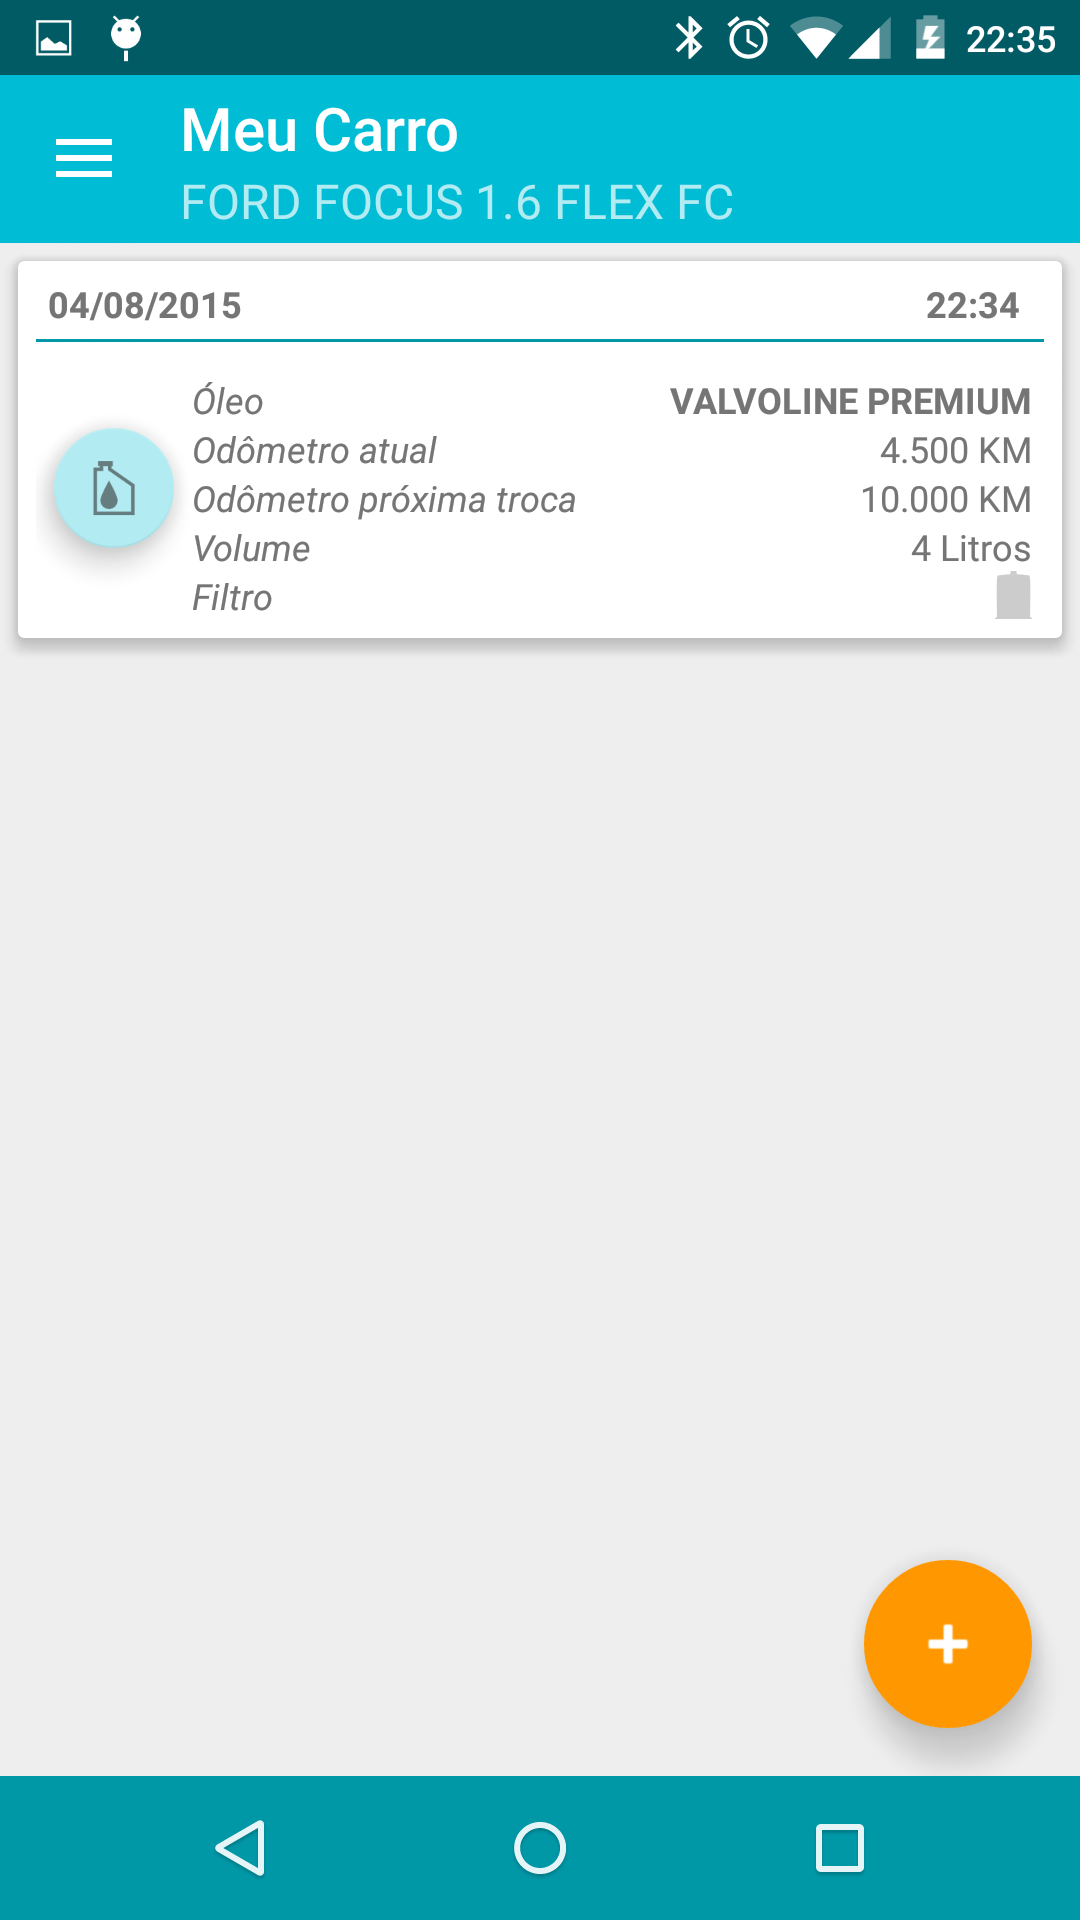 22:35
Meu Carro
FORD FOCUS 1.6 FLEX FC
04/08/2015 22:34
Óleo VALVOLINE PREMIUM
Odômetro atual 4.500 KM
Odômetro próxima troca 10.000 KM
Volume 4 Litros
Filtro